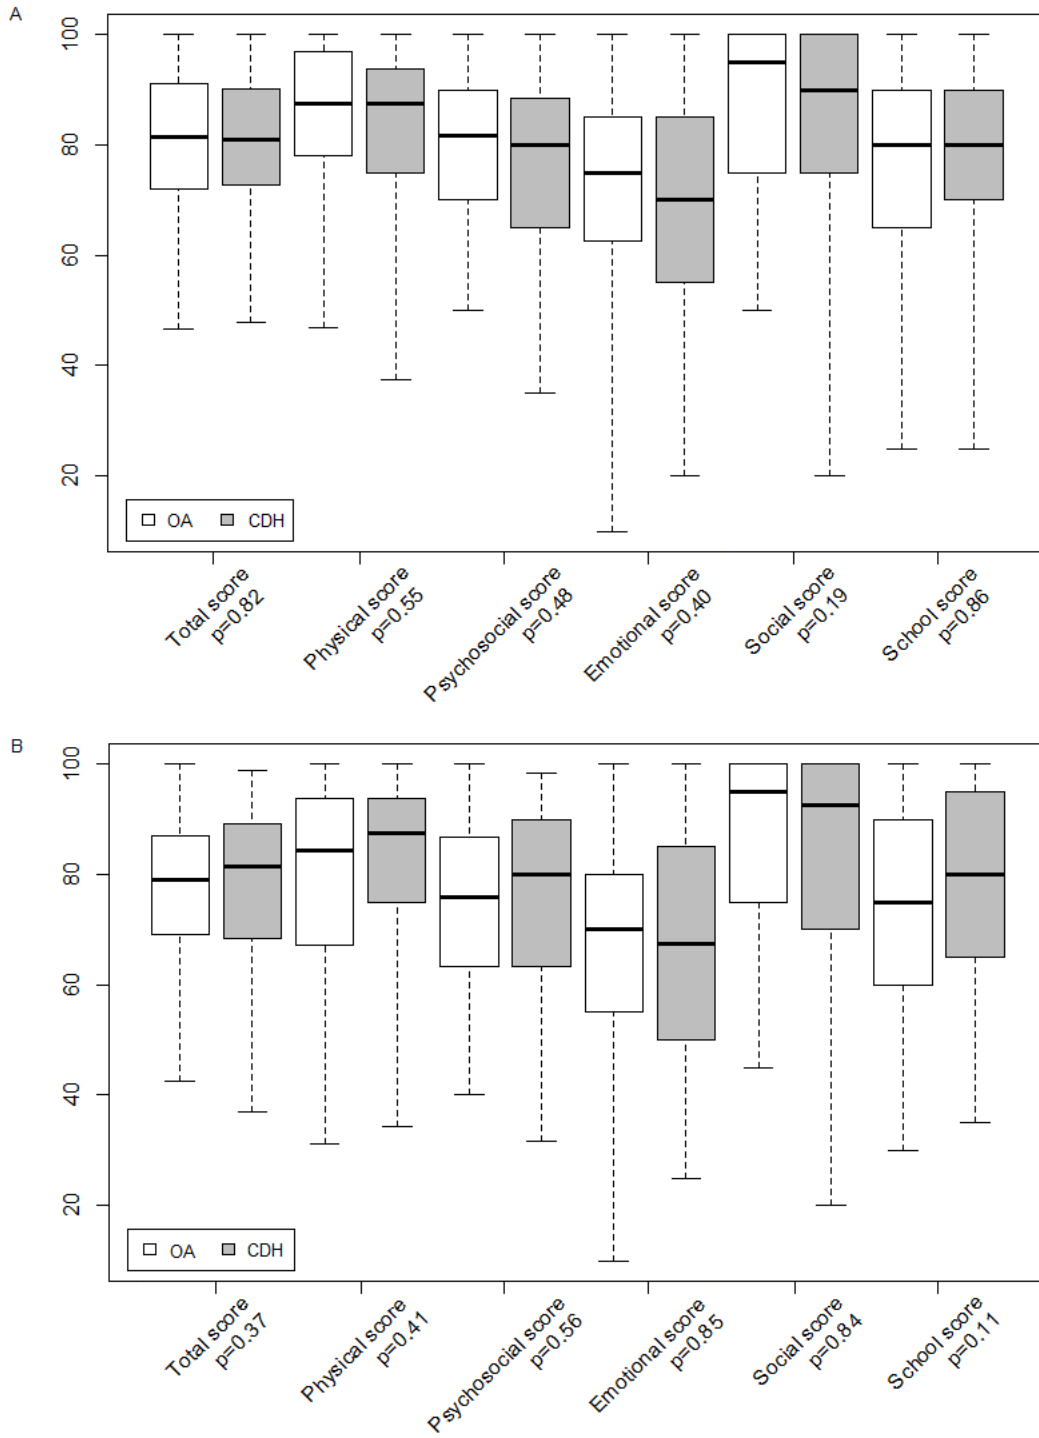 A
100
80
60
40
20
OA CDH
Total score
p=0.82
Physical score
p=0.55
Psychosocial score
p=0.48
Emotional score
p=0.40
Social score
p=0.19
School score
p=0.86
B
100
80
60
40
20
OA CDH
Total score
p=0.37
Physical score
p=0.41
Psychosocial score
p=0.56
Emotional score
p=0.85
Social score
p=0.84
School score
p=0.11